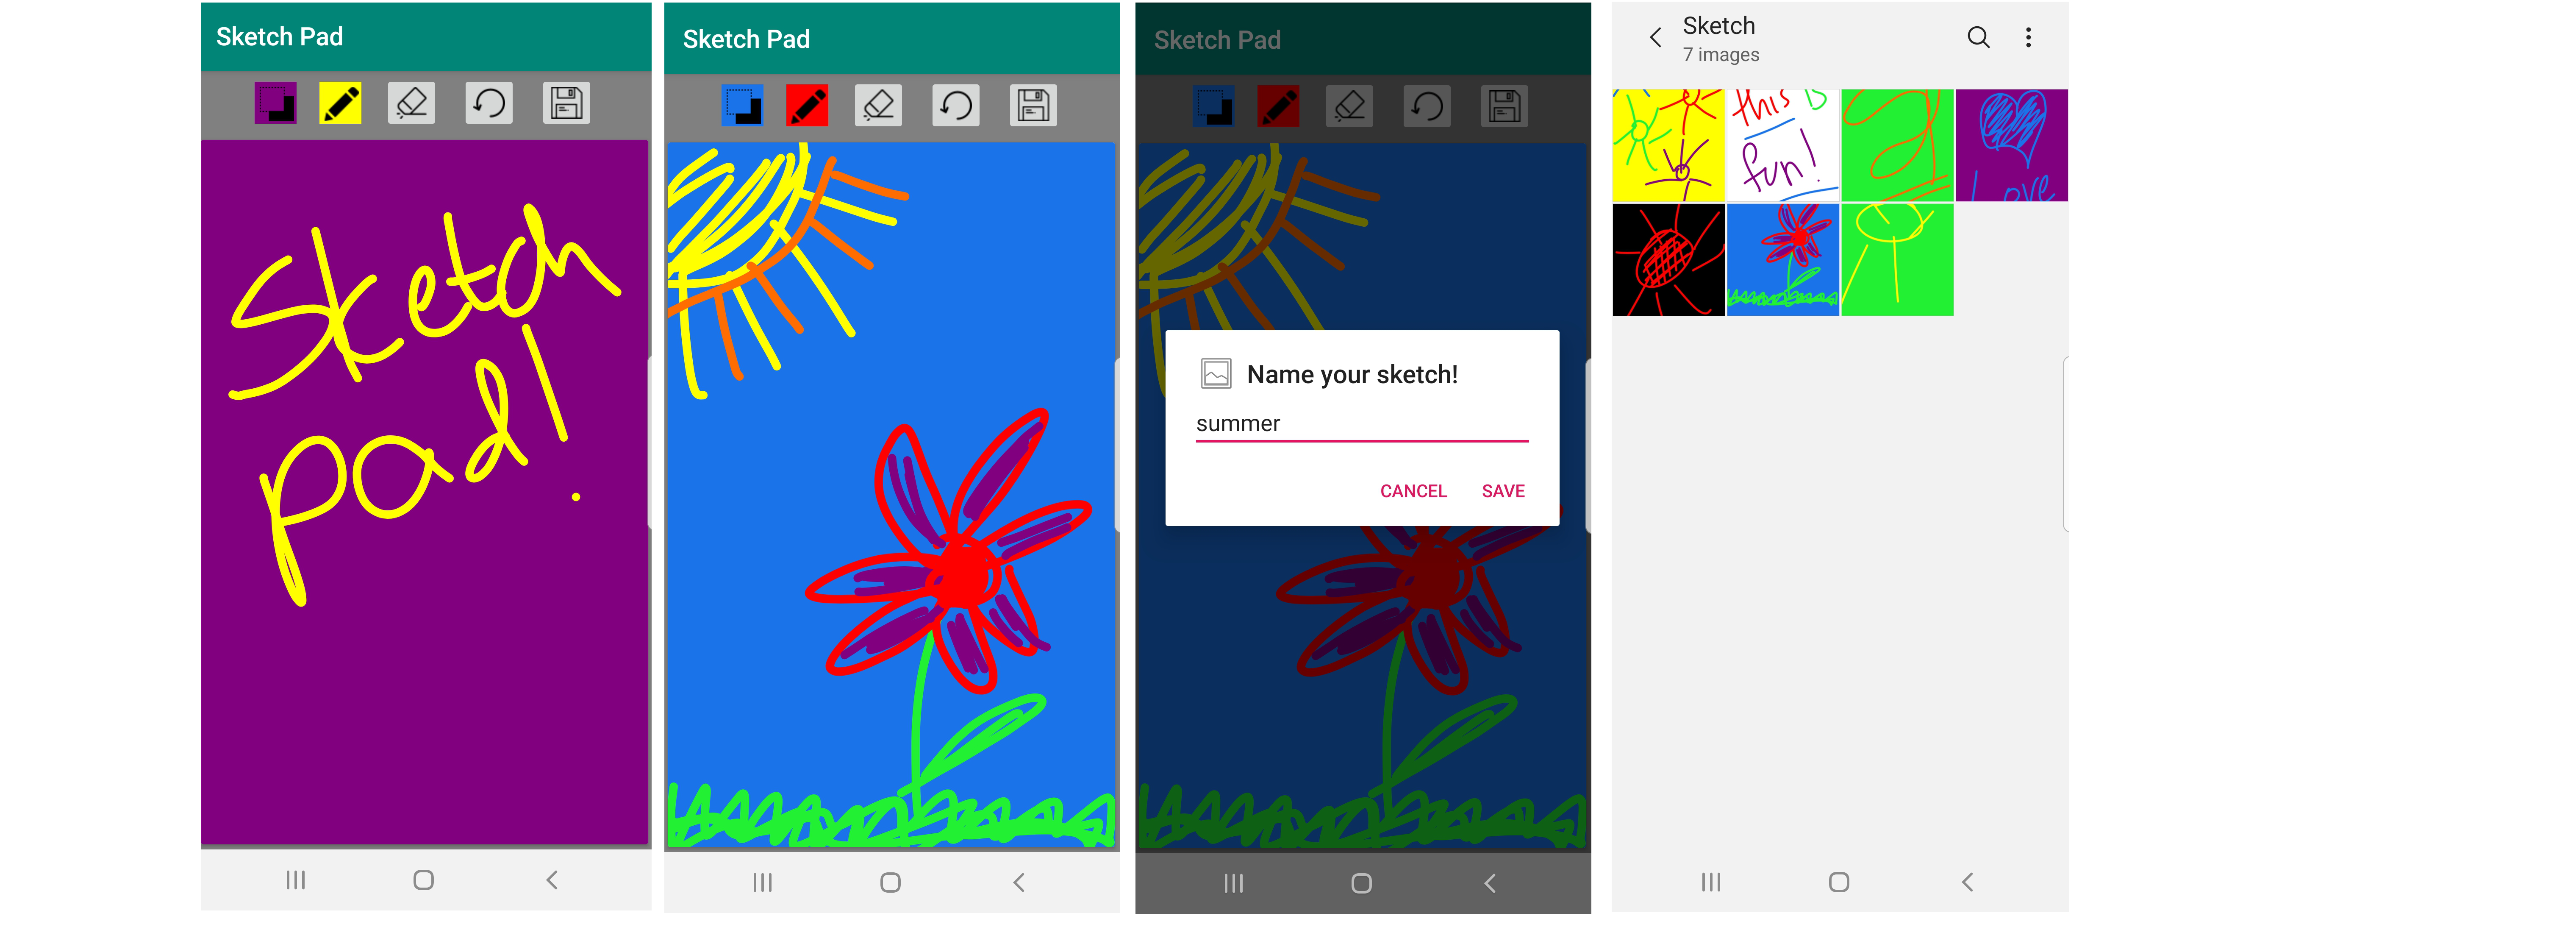 Sketch Pad
Sketch
pad!
Sketch Pad
Sketch Pad
Name your sketch!
summer
CANCEL SAVE
Sketch
7 images
this is
fun!
Love